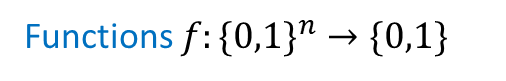 Functions 𝑓: {0,1}ⁿ → {0,1}